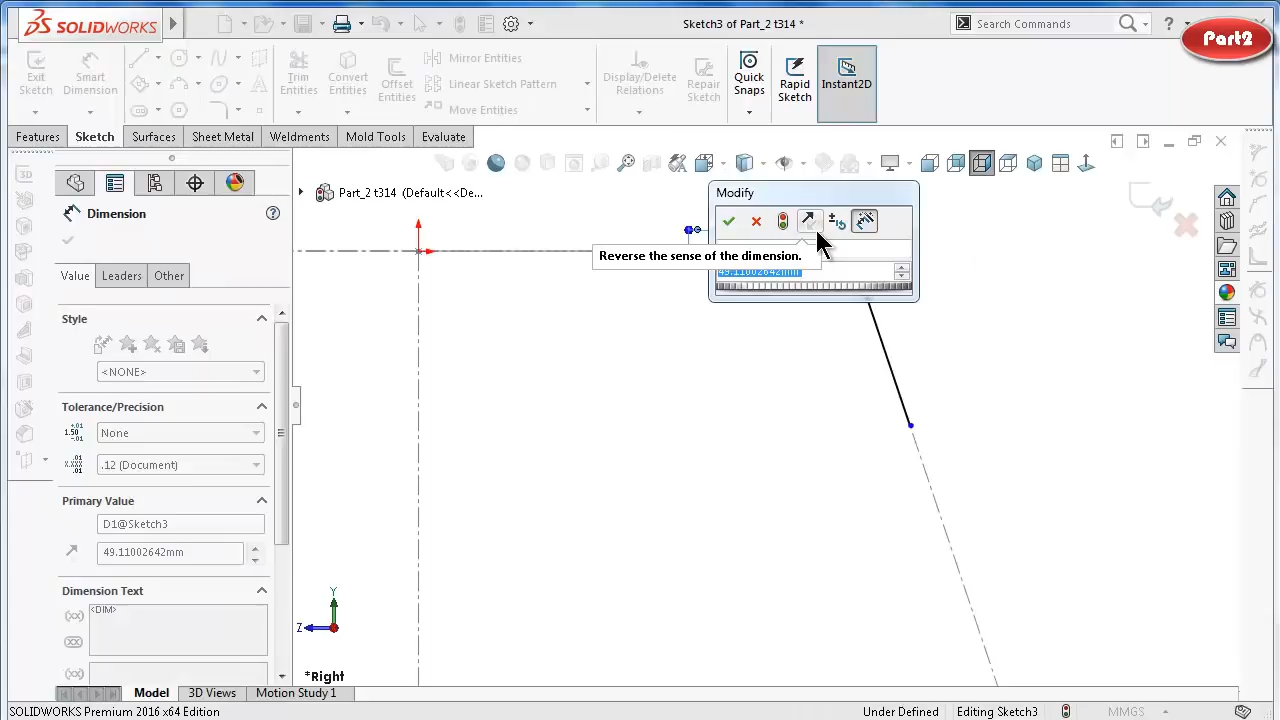 SOLIDWORKS
Sketch3 of Part_2 t314 *
Search Commands
?
Part2
Exit Sketch
Smart Dimension
Trim Entities
Convert Entities
Offset Entities
Mirror Entities
Linear Sketch Pattern
Move Entities
Display/Delete Relations
Repair Sketch
Quick Snaps
Rapid Sketch
Instant2D
Features
Sketch
Surfaces
Sheet Metal
Weldments
Mold Tools
Evaluate
Part_2 t314 (Default<<De...
Modify
Reverse the sense of the dimension.
49.11002642mm
Dimension
Value
Leaders
Other
Style
<NONE>
Tolerance/Precision
None
.12 (Document)
Primary Value
D1@Sketch3
49.11002642mm
Dimension Text
<DIM>
Y
Z
*Right
Model
3D Views
Motion Study 1
SOLIDWORKS Premium 2016 x64 Edition
Under Defined
Editing Sketch3
MMGS